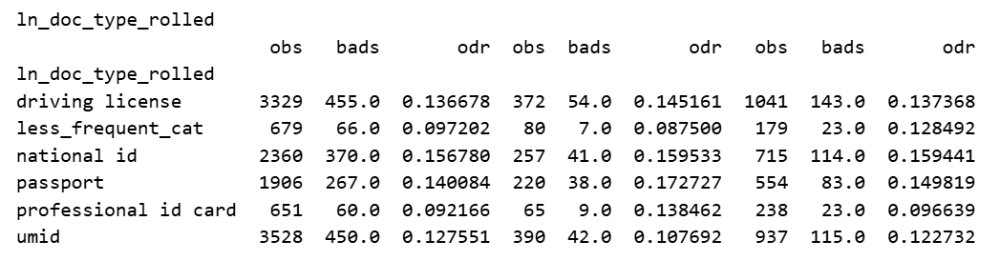 ln_doc_type_rolled
obs bads odr obs bads odr obs bads odr
ln_doc_type_rolled
driving license 3329 455.0 0.136678 372 54.0 0.145161 1041 143.0 0.137368
less_frequent_cat 679 66.0 0.097202 80 7.0 0.087500 179 23.0 0.128492
national id 2360 370.0 0.156780 257 41.0 0.159533 715 114.0 0.159441
passport 1906 267.0 0.140084 220 38.0 0.172727 554 83.0 0.149819
professional id card 651 60.0 0.092166 65 9.0 0.138462 238 23.0 0.096639
umid 3528 450.0 0.127551 390 42.0 0.107692 937 115.0 0.122732